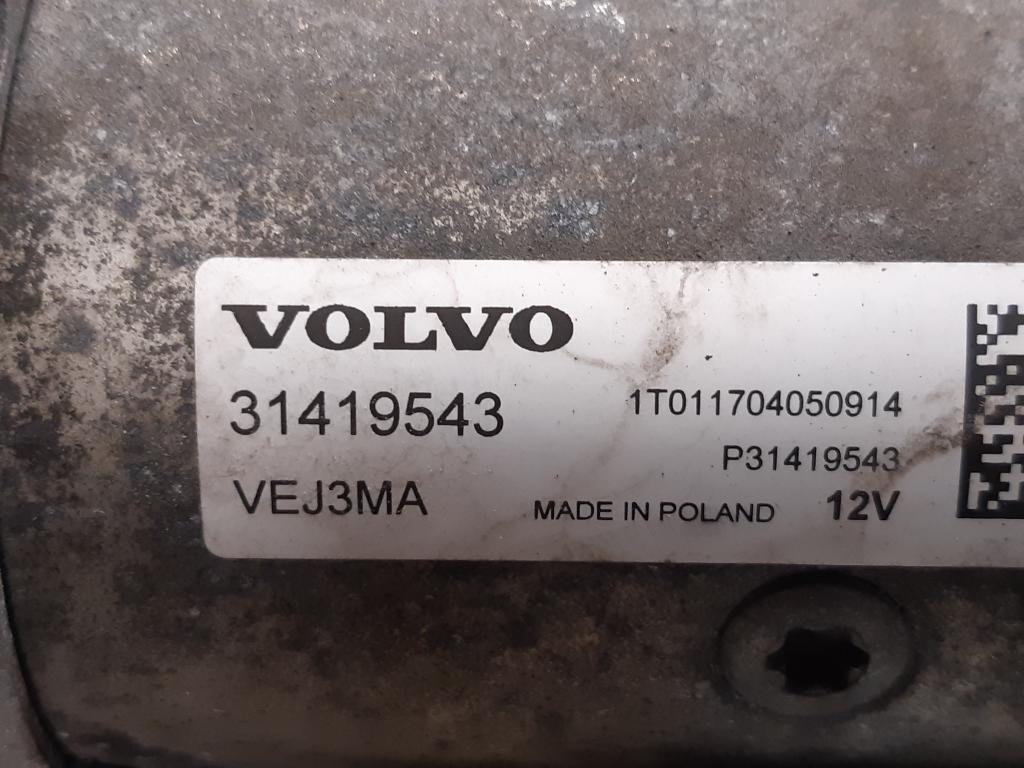 VOLVO
31419543
1T011704050914
P31419543
VEJ3MA
MADE IN POLAND
12V